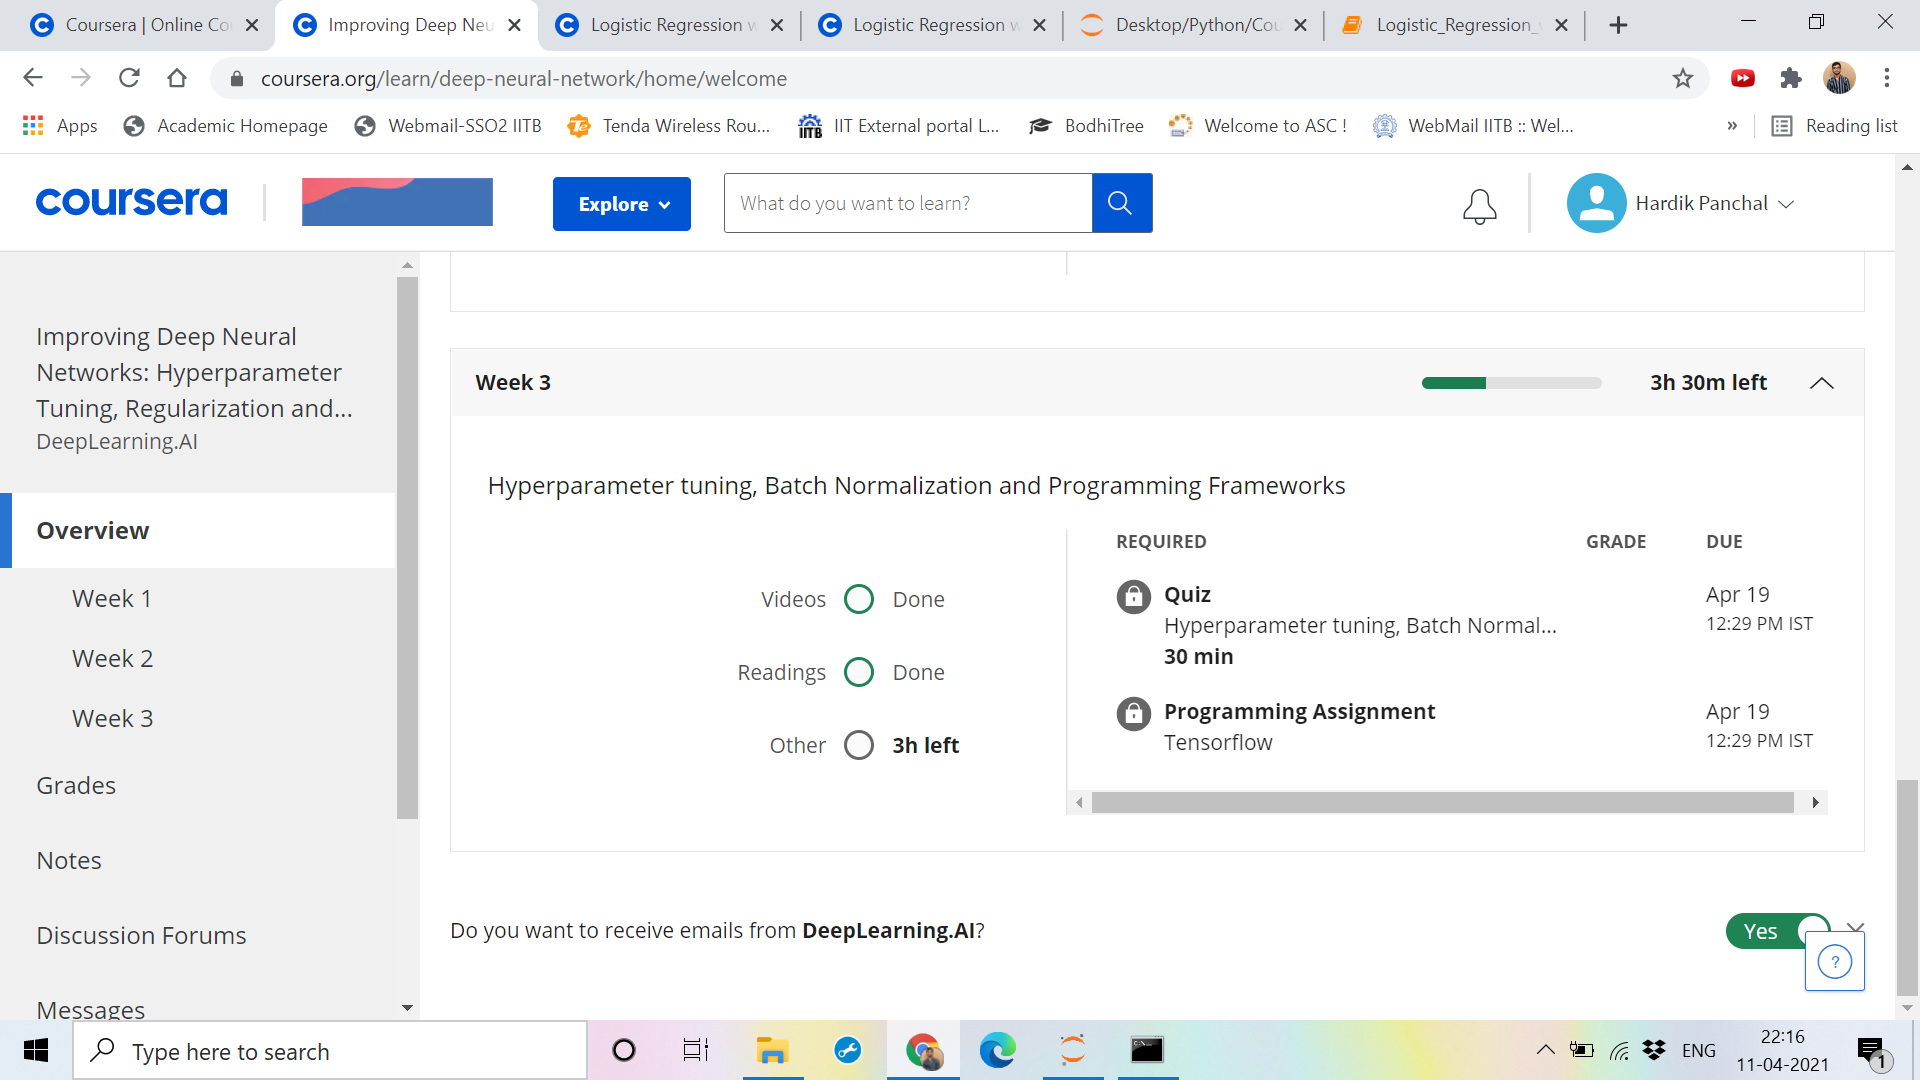 Coursera | Online Co
Improving Deep Neu
Logistic Regression w
Logistic Regression w
Desktop/Python/Cou
Logistic_Regression_w
coursera.org/learn/deep-neural-network/home/welcome
Apps
Academic Homepage
Webmail-SSO2 IITB
Tenda Wireless Rou...
IITB
IIT External portal L...
BodhiTree
Welcome to ASC !
WebMail IITB :: Wel...
»
Reading list
coursera
Explore
What do you want to learn?
Hardik Panchal
Improving Deep Neural
Networks: Hyperparameter
Tuning, Regularization and...
DeepLearning.AI
Overview
Week 1
Week 2
Week 3
Grades
Notes
Discussion Forums
Messages
Week 3
3h 30m left
Hyperparameter tuning, Batch Normalization and Programming Frameworks
Videos Done
Readings Done
Other 3h left
REQUIRED GRADE DUE
Quiz Apr 19
Hyperparameter tuning, Batch Normal... 12:29 PM IST
30 min
Programming Assignment Apr 19
Tensorflow 12:29 PM IST
Do you want to receive emails from DeepLearning.AI?
Yes
?
Type here to search
ENG
22:16
11-04-2021
1